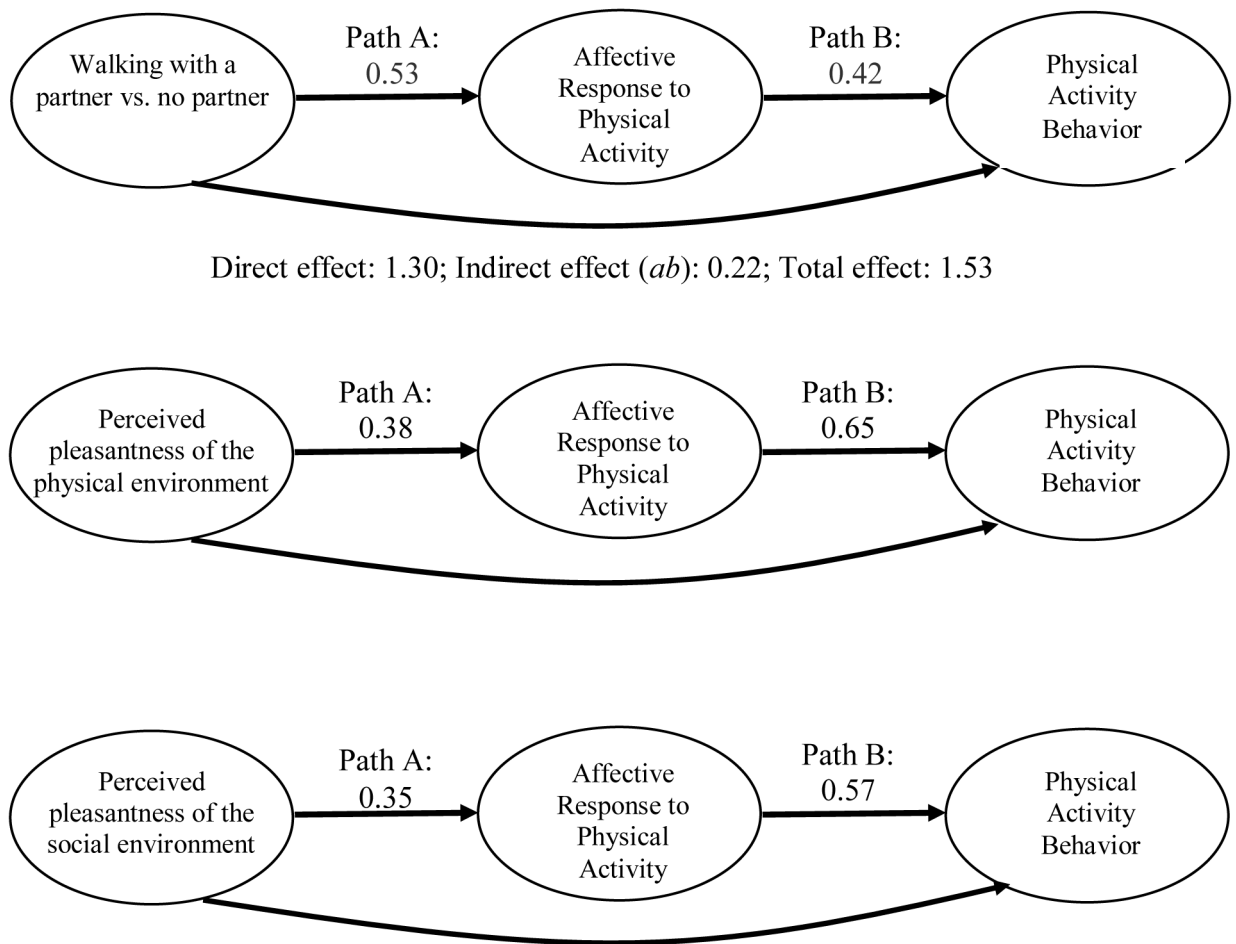 Walking with a
partner vs. no partner
Path A:
0.53
Affective
Response to
Physical
Activity
Path B:
0.42
Physical
Activity
Behavior
Direct effect: 1.30; Indirect effect (ab): 0.22; Total effect: 1.53
Perceived
pleasantness of the
physical environment
Path A:
0.38
Affective
Response to
Physical
Activity
Path B:
0.65
Physical
Activity
Behavior
Perceived
pleasantness of the
social environment
Path A:
0.35
Affective
Response to
Physical
Activity
Path B:
0.57
Physical
Activity
Behavior